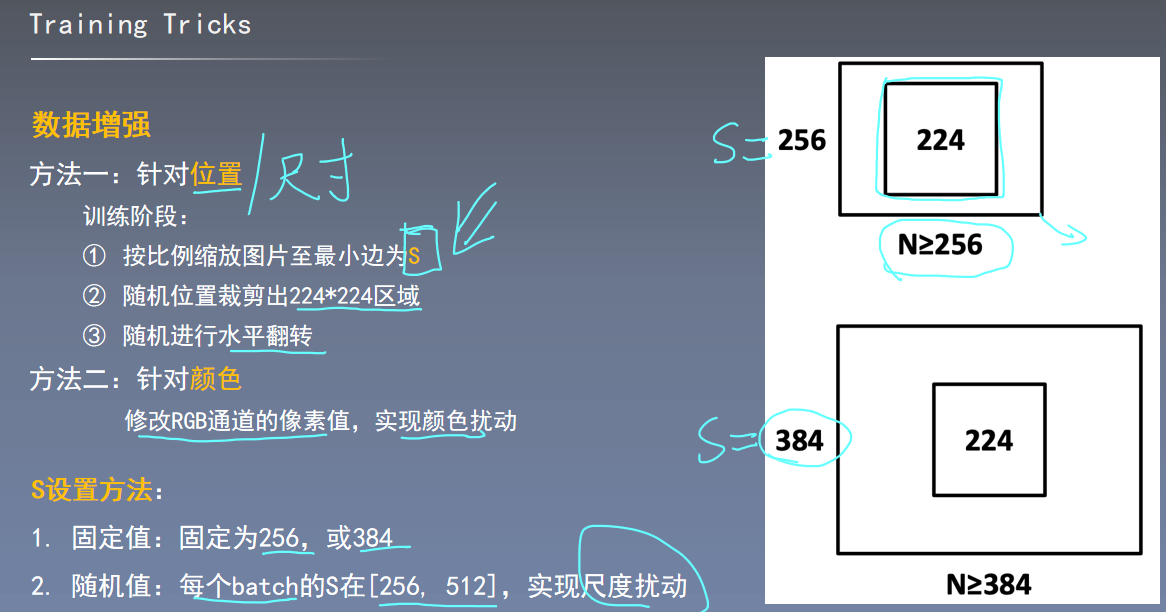 Training Tricks
数据增强
方法一：针对位置 / 尺寸
训练阶段：
① 按比例缩放图片至最小边为S
② 随机位置裁剪出224*224区域
③ 随机进行水平翻转
方法二：针对颜色
修改RGB通道的像素值，实现颜色扰动
S设置方法：
1. 固定值：固定为256，或384
2. 随机值：每个batch的S在[256, 512]，实现尺度扰动
S= 256
224
N≥256
S= 384
224
N≥384